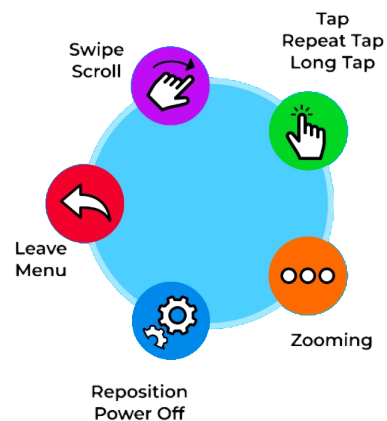 Tap
Repeat Tap
Long Tap
Swipe
Scroll
Leave
Menu
Zooming
Reposition
Power Off